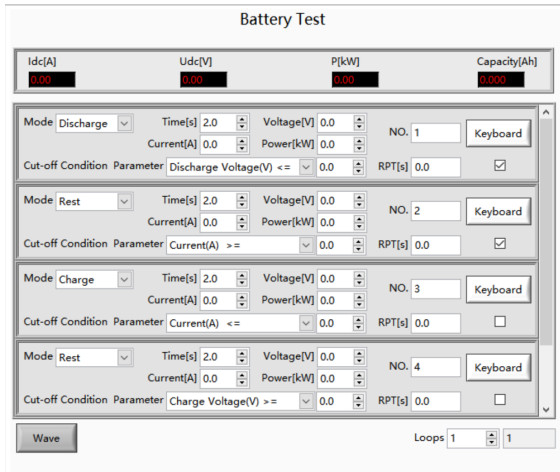 Battery Test
Idc[A] Udc[V] P[kW] Capacity[Ah]
0.00 0.00 0.00 0.000
Mode Discharge Time[s] 2.0 Voltage[V] 0.0
NO. 1 Keyboard
Current[A] 0.0 Power[kW] 0.0
Cut-off Condition Parameter Discharge Voltage(V) <= 0.0 RPT[s] 0.0
Mode Rest Time[s] 2.0 Voltage[V] 0.0
NO. 2 Keyboard
Current[A] 0.0 Power[kW] 0.0
Cut-off Condition Parameter Current(A) >= 0.0 RPT[s] 0.0
Mode Charge Time[s] 2.0 Voltage[V] 0.0
NO. 3 Keyboard
Current[A] 0.0 Power[kW] 0.0
Cut-off Condition Parameter Current(A) <= 0.0 RPT[s] 0.0
Mode Rest Time[s] 2.0 Voltage[V] 0.0
NO. 4 Keyboard
Current[A] 0.0 Power[kW] 0.0
Cut-off Condition Parameter Charge Voltage(V) >= 0.0 RPT[s] 0.0
Wave Loops 1 1